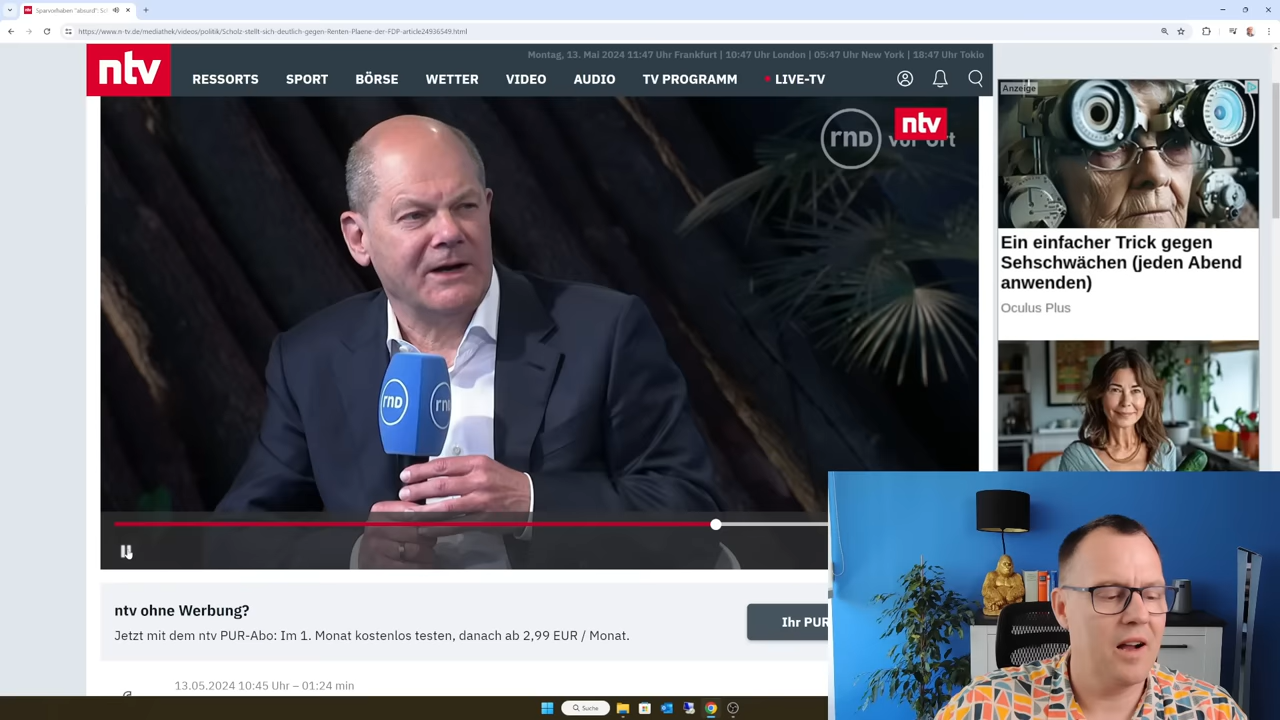 Sparvorhaben "absurd": Sc
https://www.n-tv.de/mediathek/videos/politik/Scholz-stellt-sich-deutlich-gegen-Renten-Plaene-der-FDP-article24936549.html
Montag, 13. Mai 2024 11:47 Uhr Frankfurt | 10:47 Uhr London | 05:47 Uhr New York | 18:47 Uhr Tokio
ntv
RESSORTS SPORT BÖRSE WETTER VIDEO AUDIO TV PROGRAMM LIVE-TV
rnd vor Ort
ntv
rnd
rnd
Anzeige
Ein einfacher Trick gegen
Sehschwächen (jeden Abend
anwenden)
Oculus Plus
ntv ohne Werbung?
Jetzt mit dem ntv PUR-Abo: Im 1. Monat kostenlos testen, danach ab 2,99 EUR / Monat.
Ihr PUR
13.05.2024 10:45 Uhr – 01:24 min
Suche